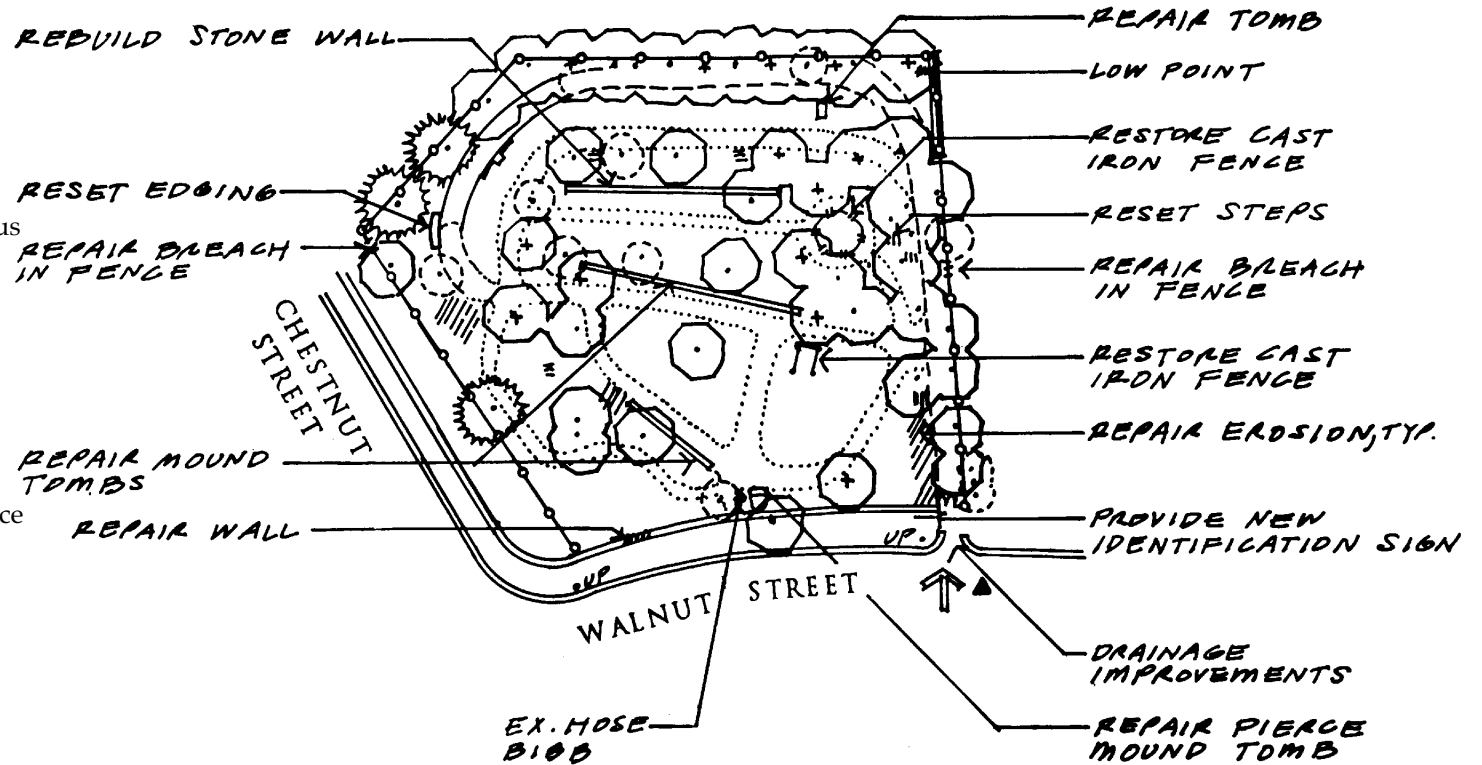 REBUILD STONE WALL
RESET EDGING
us
REPAIR BREACH
IN FENCE
CHESTNUT
STREET
REPAIR MOUND
TOMBS
ce
REPAIR WALL
EX. HOSE
BIBB
UP
WALNUT STREET
UP
REPAIR TOMB
LOW POINT
RESTORE CAST
IRON FENCE
RESET STEPS
REPAIR BREACH
IN FENCE
RESTORE CAST
IRON FENCE
REPAIR EROSION, TYP.
PROVIDE NEW
IDENTIFICATION SIGN
DRAINAGE
IMPROVEMENTS
REPAIR PIERCE
MOUND TOMB